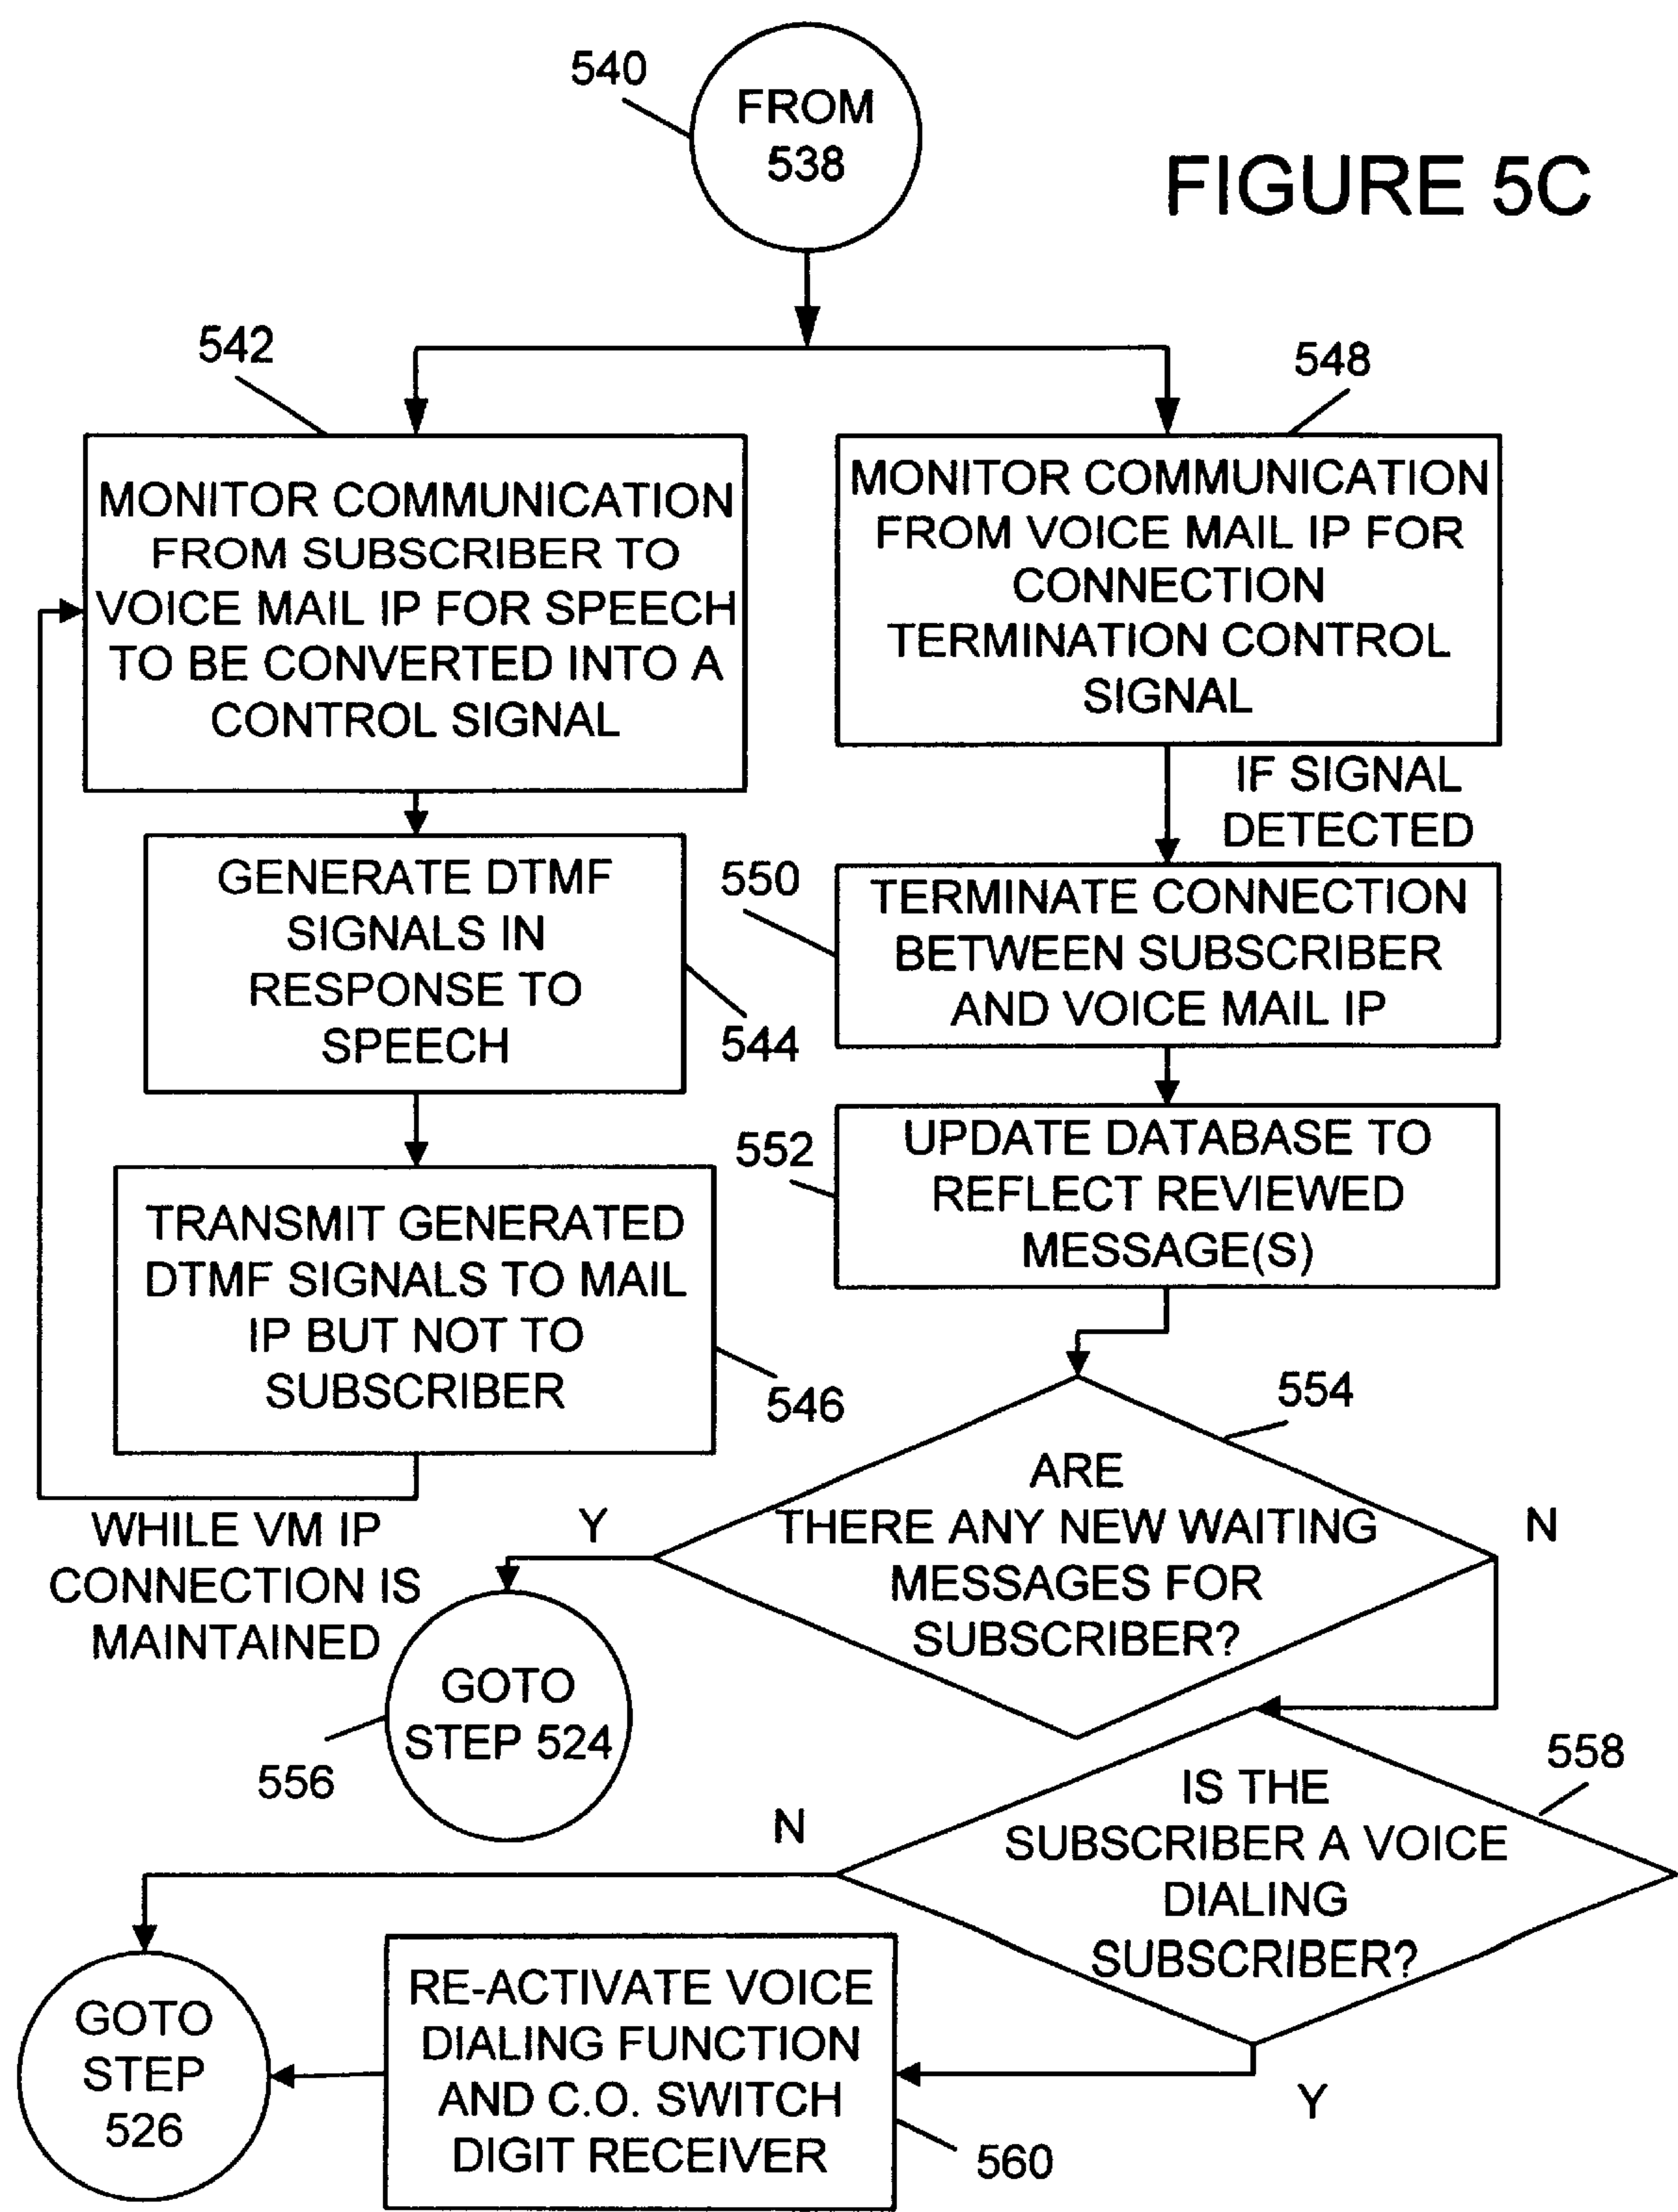 540
FROM
538
FIGURE 5C
542
548
MONITOR COMMUNICATION
FROM SUBSCRIBER TO
VOICE MAIL IP FOR SPEECH
TO BE CONVERTED INTO A
CONTROL SIGNAL
MONITOR COMMUNICATION
FROM VOICE MAIL IP FOR
CONNECTION
TERMINATION CONTROL
SIGNAL
IF SIGNAL
DETECTED
GENERATE DTMF
SIGNALS IN
RESPONSE TO
SPEECH
544
550
TERMINATE CONNECTION
BETWEEN SUBSCRIBER
AND VOICE MAIL IP
552
UPDATE DATABASE TO
REFLECT REVIEWED
MESSAGE(S)
TRANSMIT GENERATED
DTMF SIGNALS TO MAIL
IP BUT NOT TO
SUBSCRIBER
546
554
WHILE VM IP
CONNECTION IS
MAINTAINED
Y
ARE
THERE ANY NEW WAITING
MESSAGES FOR
SUBSCRIBER?
N
GOTO
STEP 524
556
558
N
IS THE
SUBSCRIBER A VOICE
DIALING
SUBSCRIBER?
Y
GOTO
STEP
526
RE-ACTIVATE VOICE
DIALING FUNCTION
AND C.O. SWITCH
DIGIT RECEIVER
560